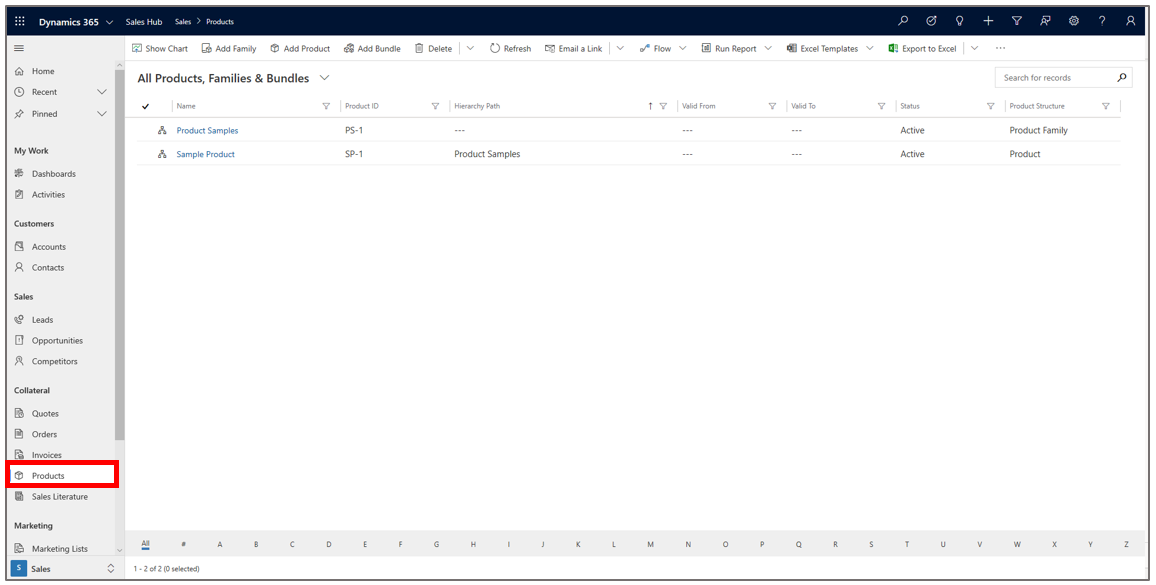 Dynamics 365 Sales Hub Sales > Products
Show Chart Add Family Add Product Add Bundle Delete Refresh Email a Link Flow Run Report Excel Templates Export to Excel ...
Home
Recent
Pinned
My Work
Dashboards
Activities
Customers
Accounts
Contacts
Sales
Leads
Opportunities
Competitors
Collateral
Quotes
Orders
Invoices
Products
Sales Literature
Marketing
Marketing Lists
S Sales
All Products, Families & Bundles
Search for records
Name Product ID Hierarchy Path Valid From Valid To Status Product Structure
Product Samples PS-1 --- --- --- Active Product Family
Sample Product SP-1 Product Samples --- --- Active Product
All # A B C D E F G H I J K L M N O P Q R S T U V W X Y Z
1 - 2 of 2 (0 selected)